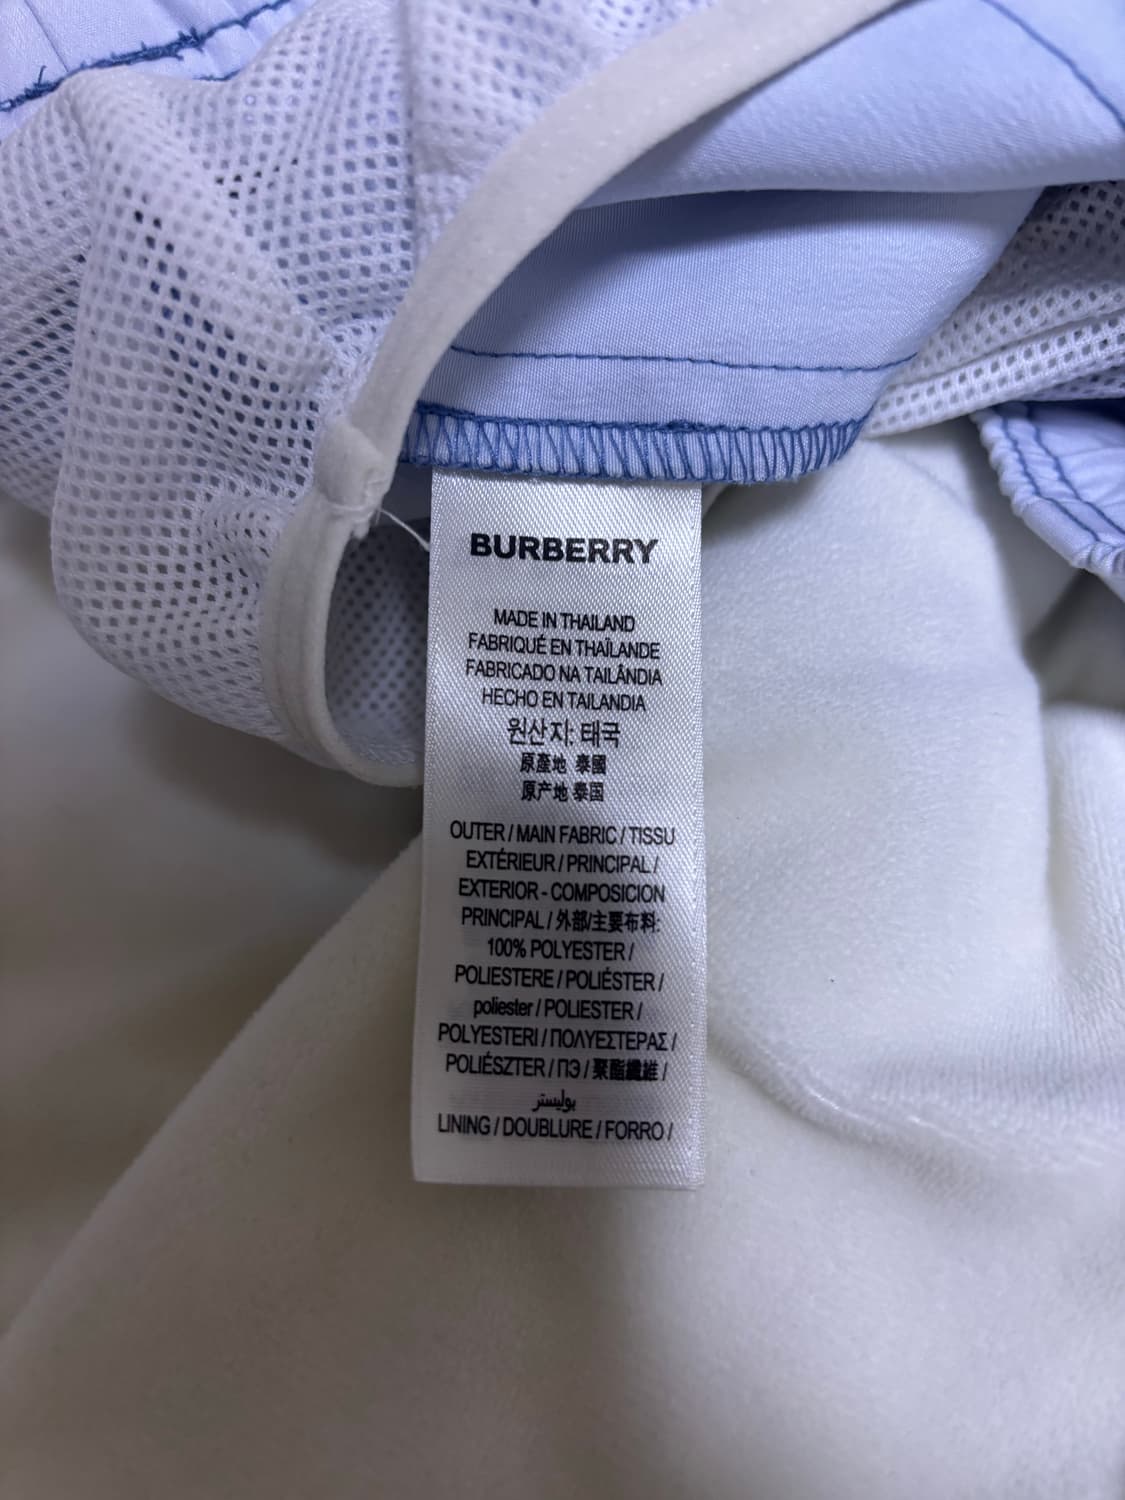 BURBERRY
MADE IN THAILAND
FABRIQUÉ EN THAÏLANDE
FABRICADO NA TAILÂNDIA
HECHO EN TAILANDIA
원산지: 태국
原產地 泰國
原产地 泰国
OUTER / MAIN FABRIC / TISSU
EXTÉRIEUR / PRINCIPAL /
EXTERIOR - COMPOSICION
PRINCIPAL / 外部/主要布料:
100% POLYESTER /
POLIESTERE / POLIÉSTER /
poliester / POLIESTER /
POLYESTERI / ΠΟΛΥΕΣΤΕΡΑΣ /
POLIÉSZTER / ПЭ / 聚酯纖維 /
بوليستر
LINING / DOUBLURE / FORRO /